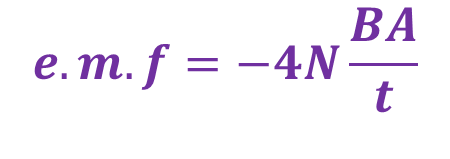 e.m.f = −4N BA/t